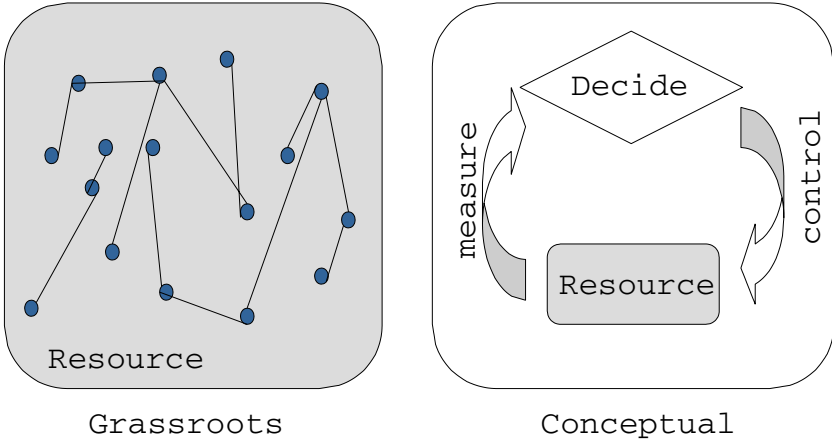 Resource
Grassroots
Decide
measure
control
Resource
Conceptual